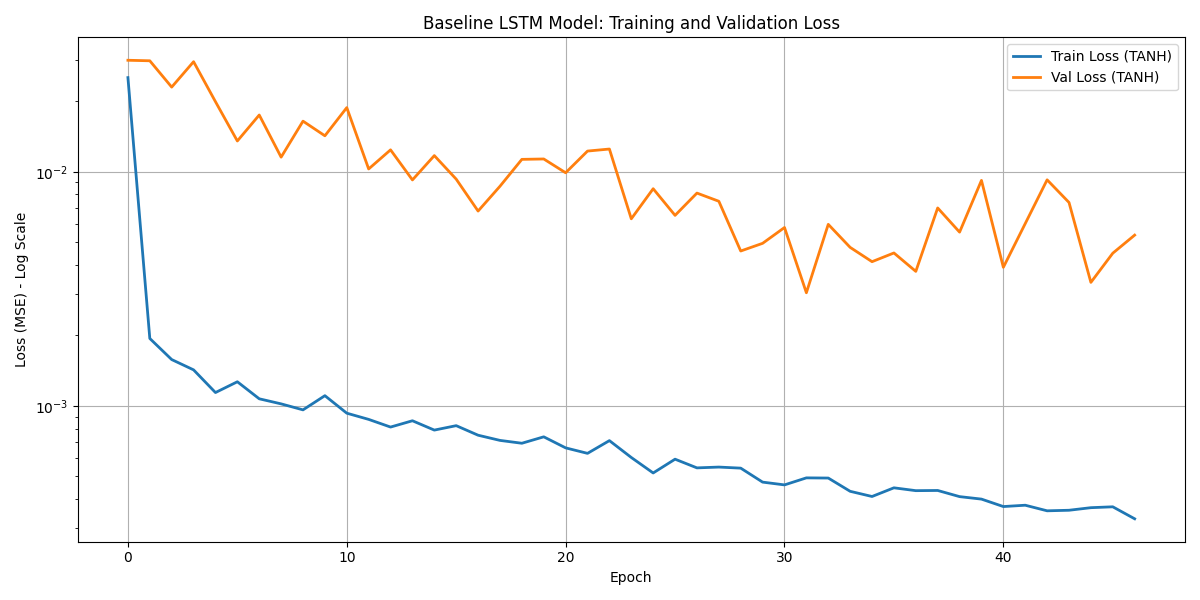 Baseline LSTM Model: Training and Validation Loss
Train Loss (TANH)
Val Loss (TANH)
Loss (MSE) - Log Scale
10⁻²
10⁻³
0 10 20 30 40
Epoch